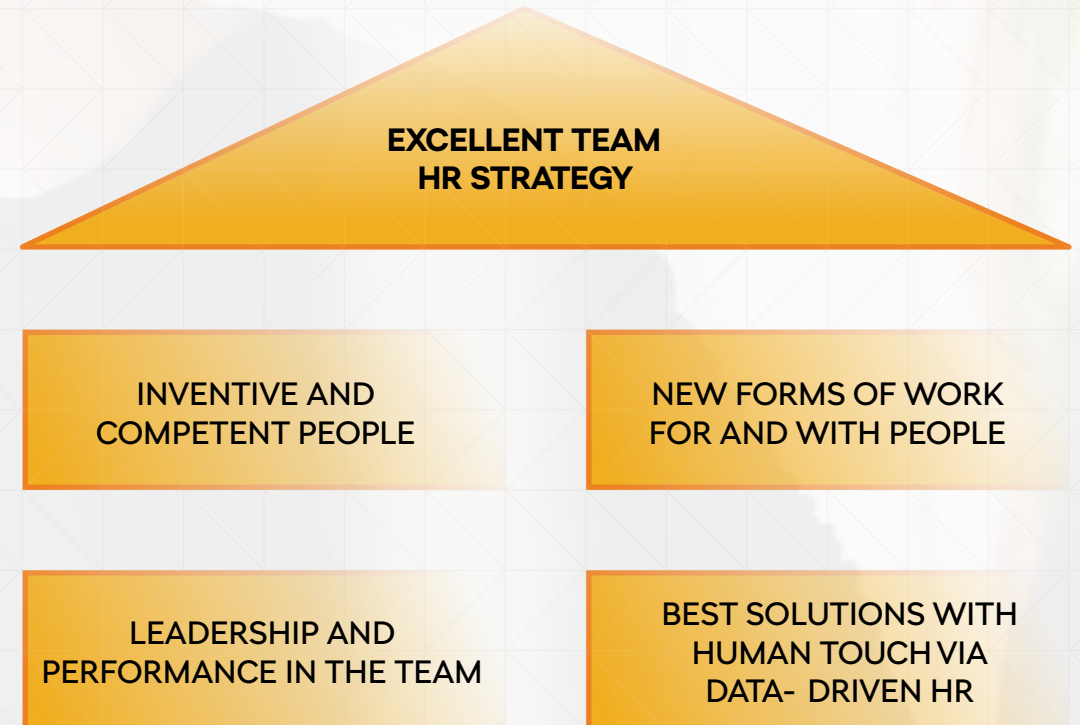 EXCELLENT TEAM
HR STRATEGY
INVENTIVE AND
COMPETENT PEOPLE
NEW FORMS OF WORK
FOR AND WITH PEOPLE
LEADERSHIP AND
PERFORMANCE IN THE TEAM
BEST SOLUTIONS WITH
HUMAN TOUCH VIA
DATA- DRIVEN HR